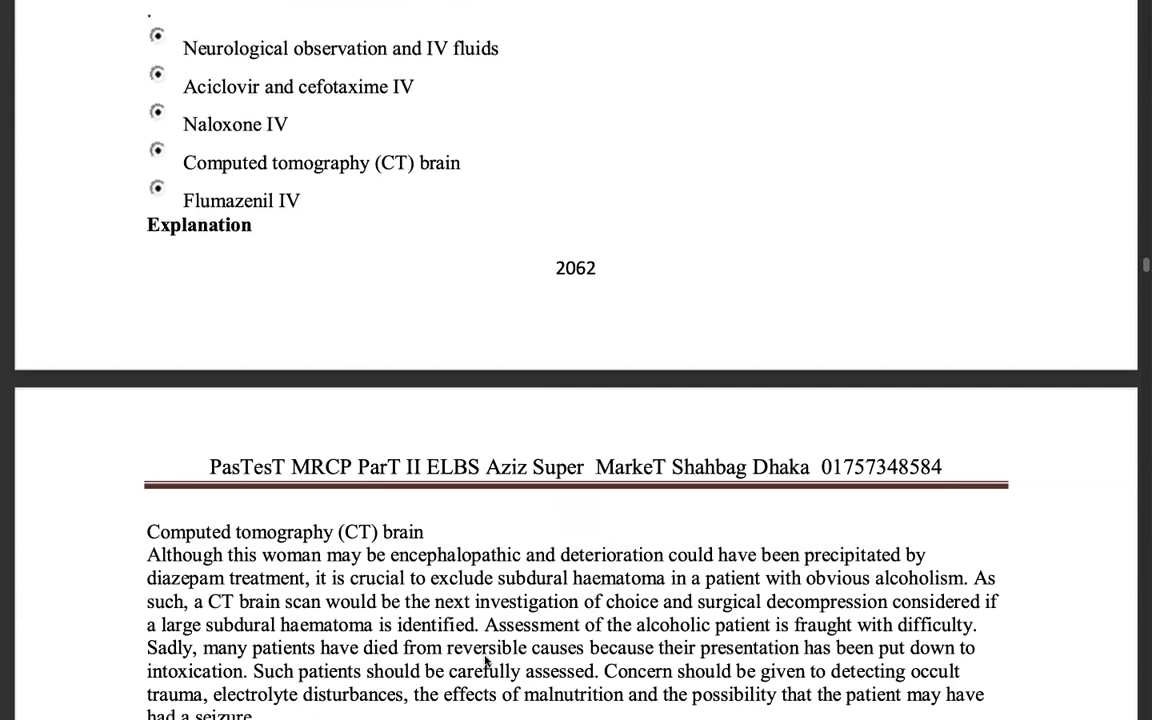 .
Neurological observation and IV fluids
Aciclovir and cefotaxime IV
Naloxone IV
Computed tomography (CT) brain
Flumazenil IV
Explanation
2062
PasTesT MRCP ParT II ELBS Aziz Super MarkeT Shahbag Dhaka 01757348584
Computed tomography (CT) brain
Although this woman may be encephalopathic and deterioration could have been precipitated by
diazepam treatment, it is crucial to exclude subdural haematoma in a patient with obvious alcoholism. As
such, a CT brain scan would be the next investigation of choice and surgical decompression considered if
a large subdural haematoma is identified. Assessment of the alcoholic patient is fraught with difficulty.
Sadly, many patients have died from reversible causes because their presentation has been put down to
intoxication. Such patients should be carefully assessed. Concern should be given to detecting occult
trauma, electrolyte disturbances, the effects of malnutrition and the possibility that the patient may have
had a seizure